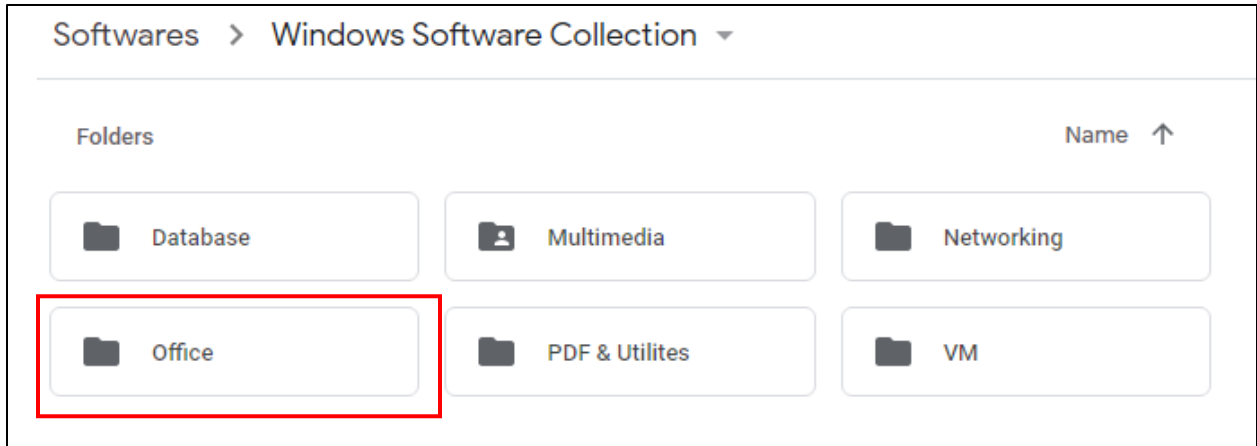 Softwares > Windows Software Collection
Folders Name
Database Multimedia Networking
Office PDF & Utilites VM